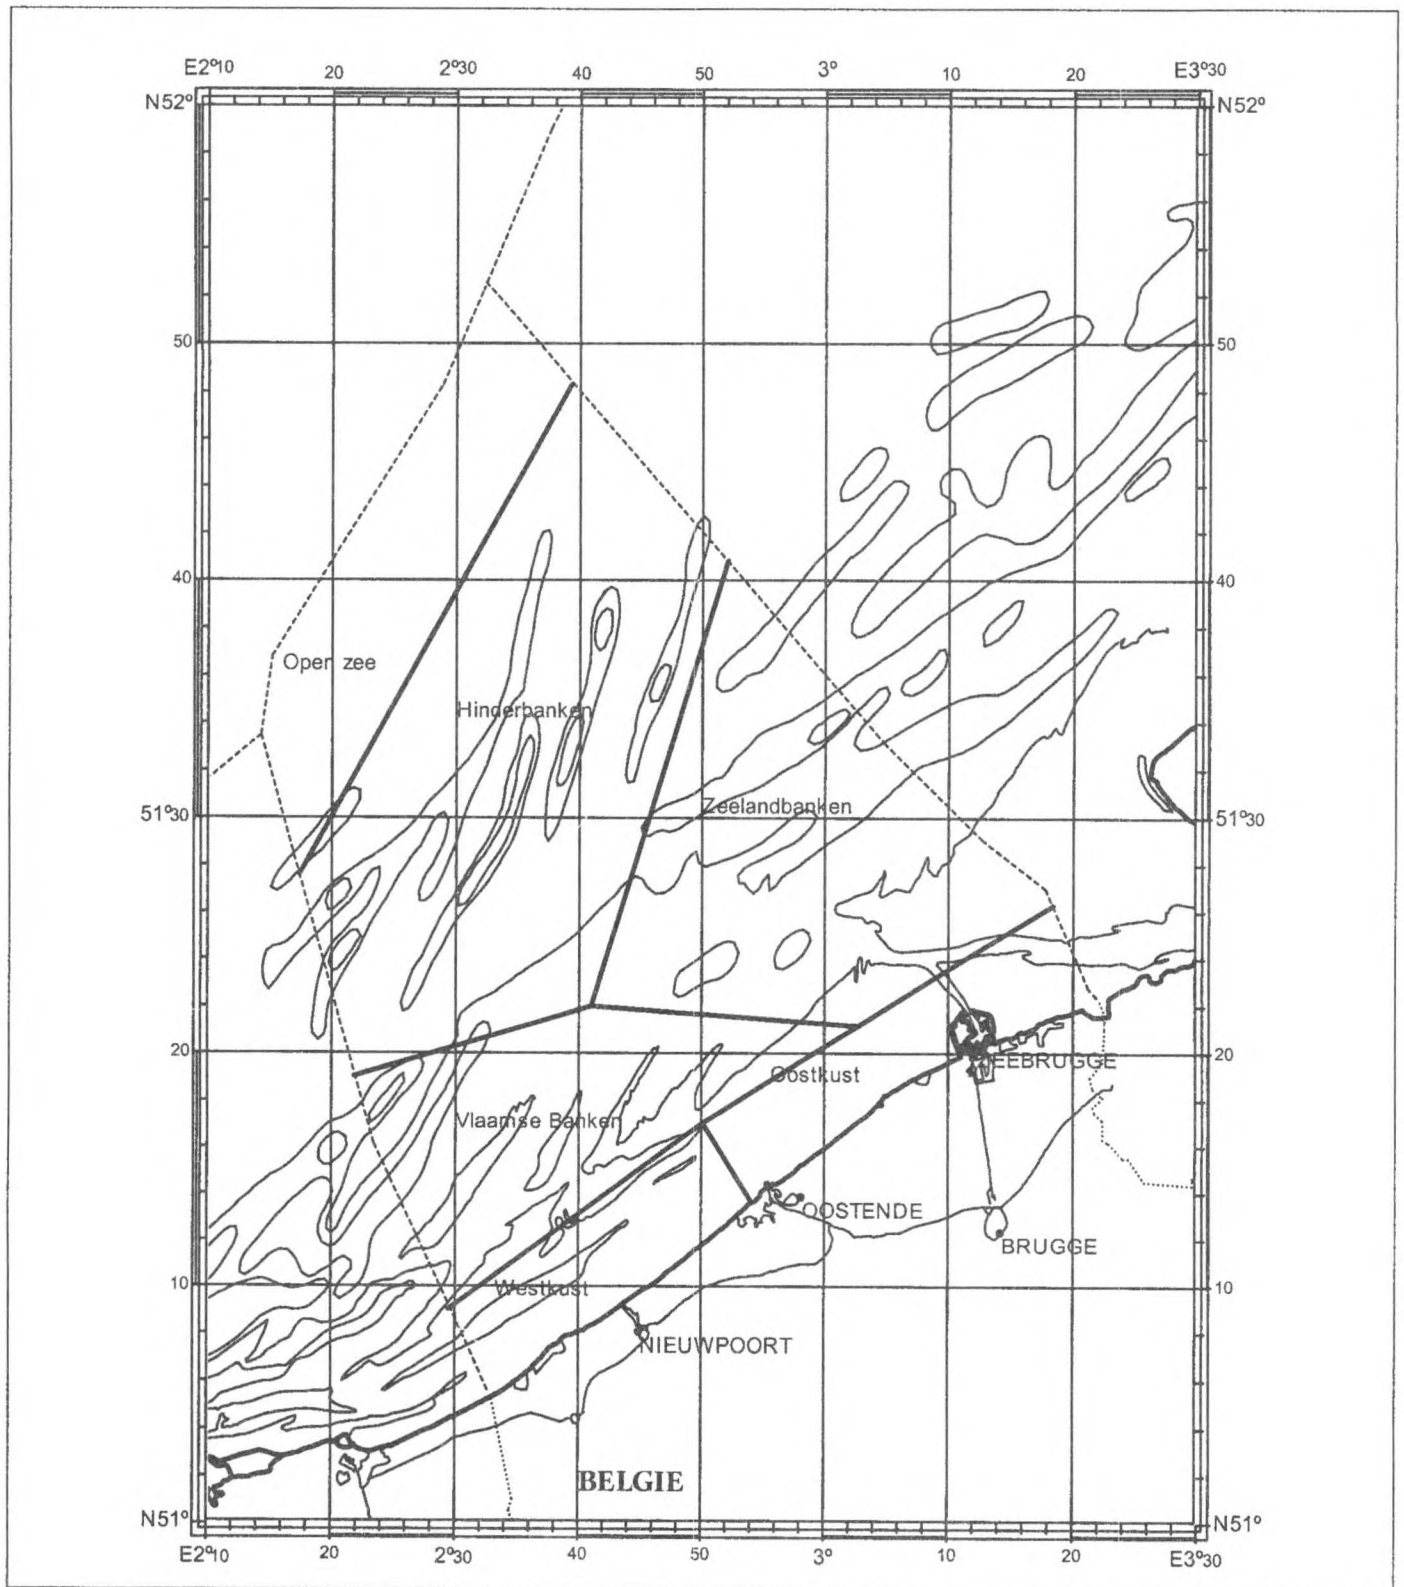 E2°10 20 2°30 40 50 3° 10 20 E3°30
N52° N52°
50 50
40 40
Open zee
Hinderbanken
51°30 Zeelandbanken 51°30
20 20
Oostkust EEBRUGGE
Vlaamse Banken
OOSTENDE
BRUGGE
10 Westkust 10
NIEUWPOORT
BELGIE
N51° N51°
E2°10 20 2°30 40 50 3° 10 20 E3°30